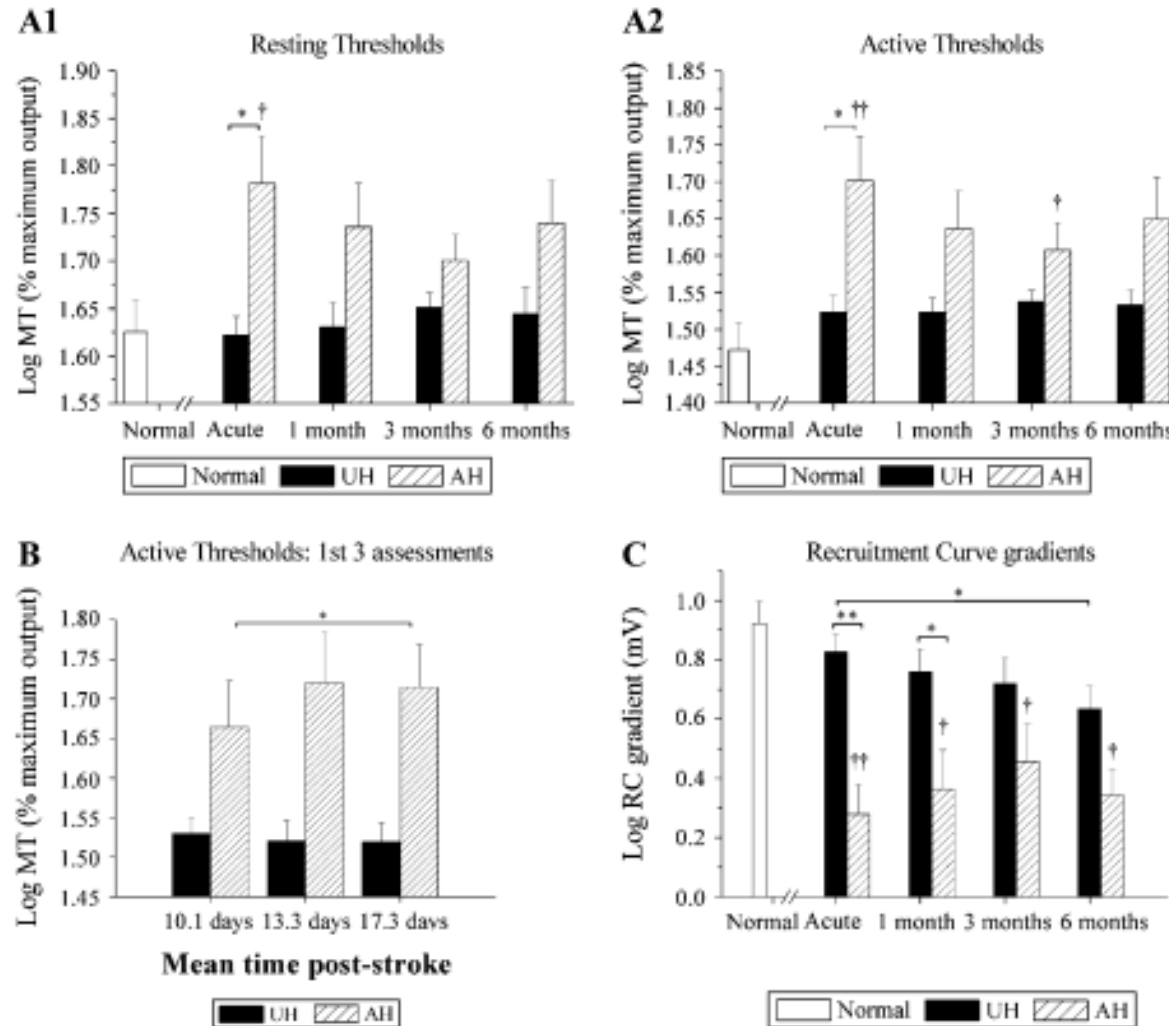 A1
Resting Thresholds
Log MT (% maximum output)
1.90
1.85
1.80
1.75
1.70
1.65
1.60
1.55
* †
Normal Acute 1 month 3 months 6 months
Normal UH AH
A2
Active Thresholds
Log MT (% maximum output)
1.85
1.80
1.75
1.70
1.65
1.60
1.55
1.50
1.45
1.40
* ††
†
Normal Acute 1 month 3 months 6 months
Normal UH AH
B
Active Thresholds: 1st 3 assessments
Log MT (% maximum output)
1.80
1.75
1.70
1.65
1.60
1.55
1.50
1.45
*
10.1 days 13.3 days 17.3 days
Mean time post-stroke
UH AH
C
Recruitment Curve gradients
Log RC gradient (mV)
1.0
0.8
0.6
0.4
0.2
0.0
*
** *
†† † † †
Normal Acute 1 month 3 months 6 months
Normal UH AH